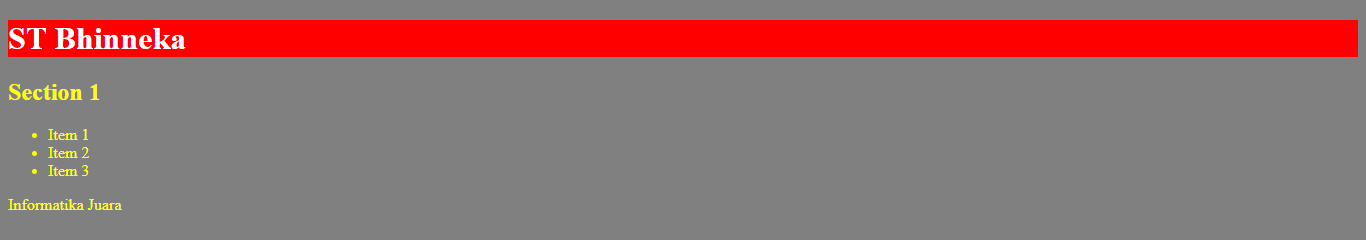 ST Bhinneka
Section 1
Item 1
Item 2
Item 3
Informatika Juara